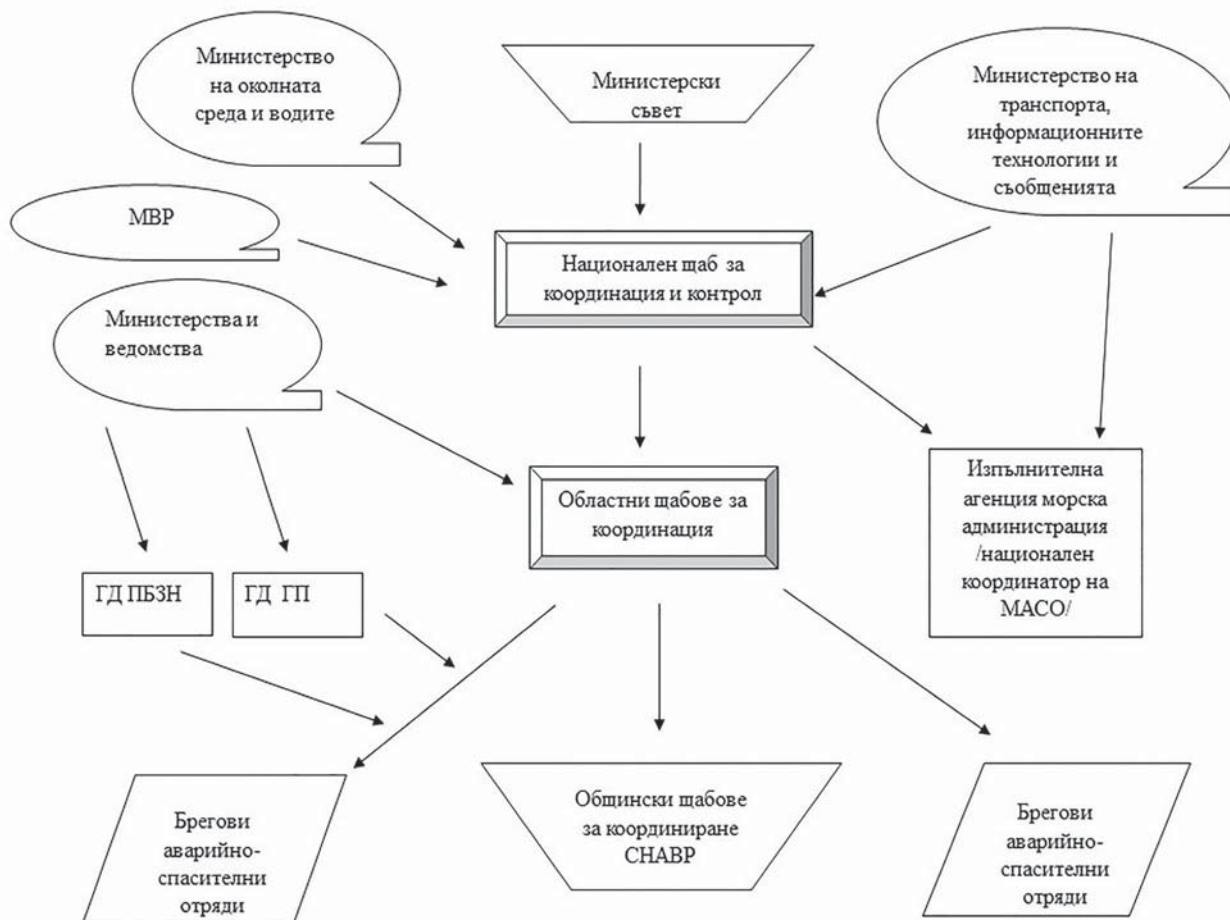 Министерство
на околната
среда и водите
Министерски
съвет
Министерство на
транспорта,
информационните
технологии и
съобщенията
МВР
Национален щаб за
координация и контрол
Министерства и
ведомства
Областни щабове за
координация
Изпълнителна
агенция морска
администрация
/национален
координатор на
МАСО/
ГД ПБЗН
ГД ГП
Брегови
аварийно-
спасителни
отряди
Общински щабове
за координиране
СНАВР
Брегови
аварийно-
спасителни
отряди